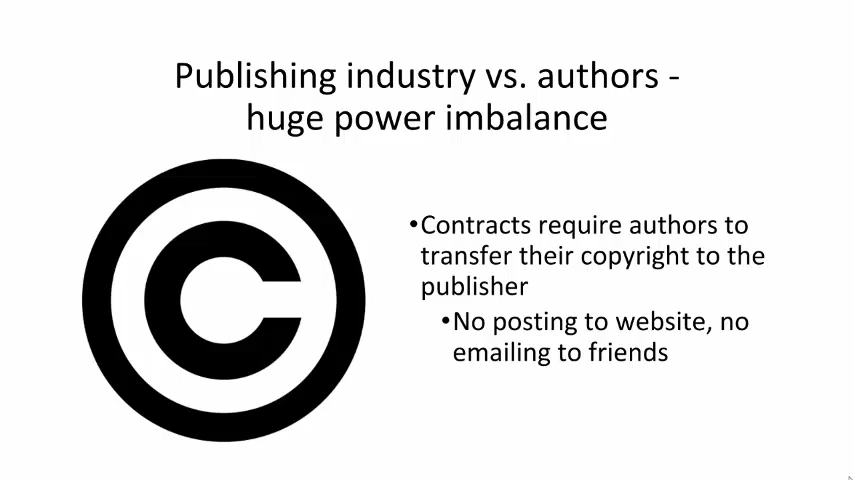 Publishing industry vs. authors -
huge power imbalance
•Contracts require authors to
transfer their copyright to the
publisher
•No posting to website, no
emailing to friends